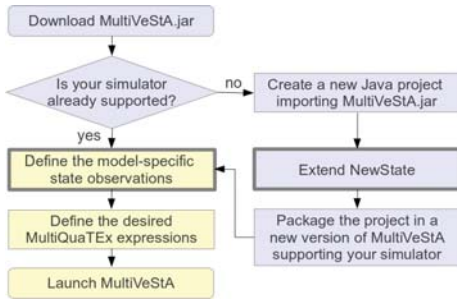 Download MultiVeStA.jar
Is your simulator
already supported?
no
Create a new Java project
importing MultiVeStA.jar
yes
Define the model-specific
state observations
Extend NewState
Define the desired
MultiQuaTEx expressions
Package the project in a
new version of MultiVeStA
supporting your simulator
Launch MultiVeStA